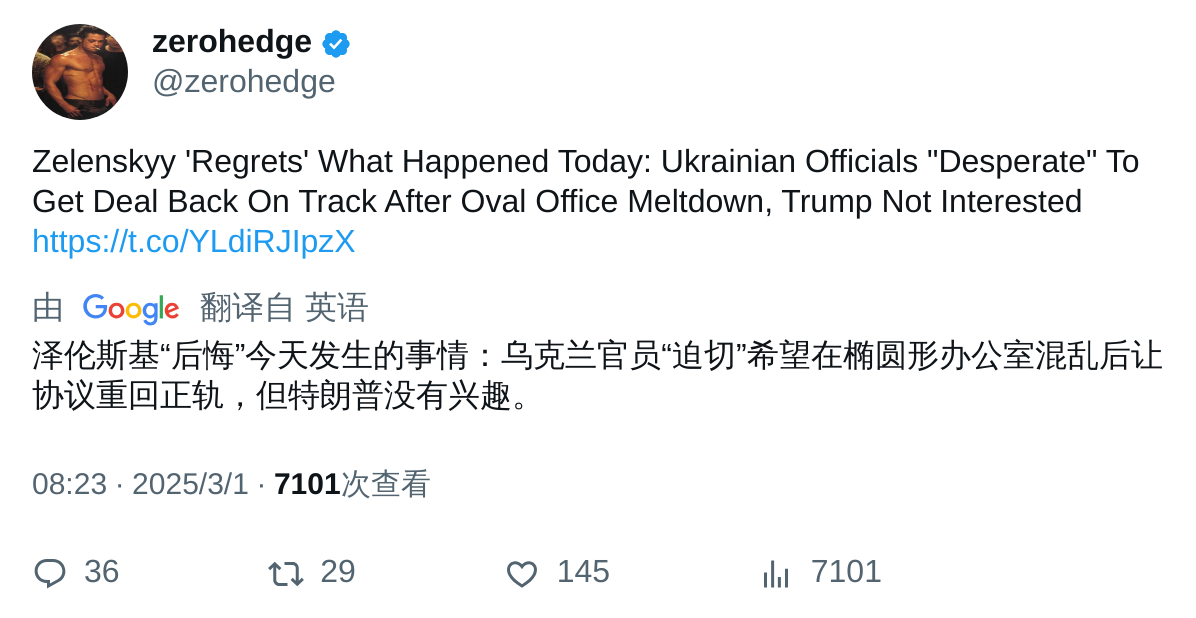 zerohedge
@zerohedge
Zelenskyy 'Regrets' What Happened Today: Ukrainian Officials "Desperate" To
Get Deal Back On Track After Oval Office Meltdown, Trump Not Interested
https://t.co/YLdiRJIpzX
由 Google 翻译自 英语
泽伦斯基“后悔”今天发生的事情：乌克兰官员“迫切”希望在椭圆形办公室混乱后让
协议重回正轨，但特朗普没有兴趣。
08:23 · 2025/3/1 · 7101次查看
36 29 145 7101